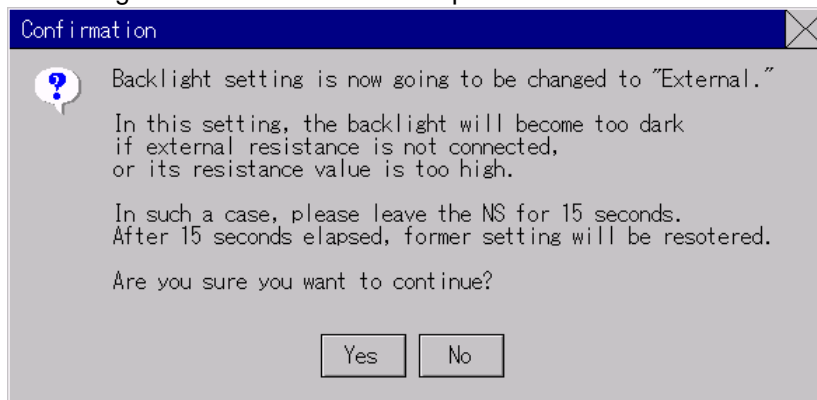 Confirmation
Backlight setting is now going to be changed to "External."
In this setting, the backlight will become too dark
if external resistance is not connected,
or its resistance value is too high.
In such a case, please leave the NS for 15 seconds.
After 15 seconds elapsed, former setting will be resotered.
Are you sure you want to continue?
Yes No